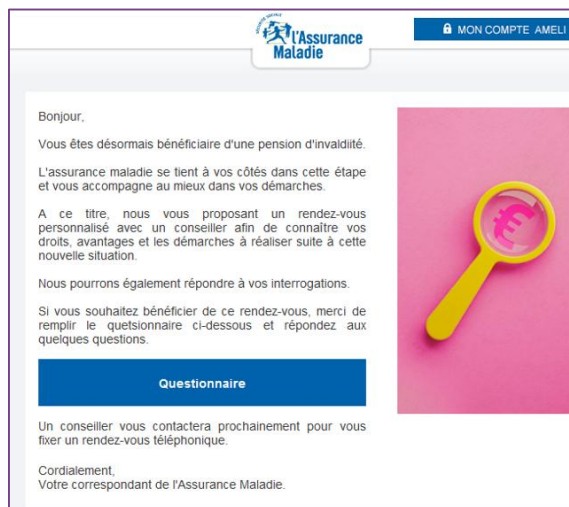 SÉCURITÉ SOCIALE
l'Assurance
Maladie
MON COMPTE AMELI
Bonjour,
Vous êtes désormais bénéficiaire d'une pension d'invaldiité.
L'assurance maladie se tient à vos côtés dans cette étape
et vous accompagne au mieux dans vos démarches.
A ce titre, nous vous proposant un rendez-vous
personnalisé avec un conseiller afin de connaître vos
droits, avantages et les démarches à réaliser suite à cette
nouvelle situation.
Nous pourrons également répondre à vos interrogations.
Si vous souhaitez bénéficier de ce rendez-vous, merci de
remplir le quetsionnaire ci-dessous et répondez aux
quelques questions.
Questionnaire
Un conseiller vous contactera prochainement pour vous
fixer un rendez-vous téléphonique.
Cordialement,
Votre correspondant de l'Assurance Maladie.
€